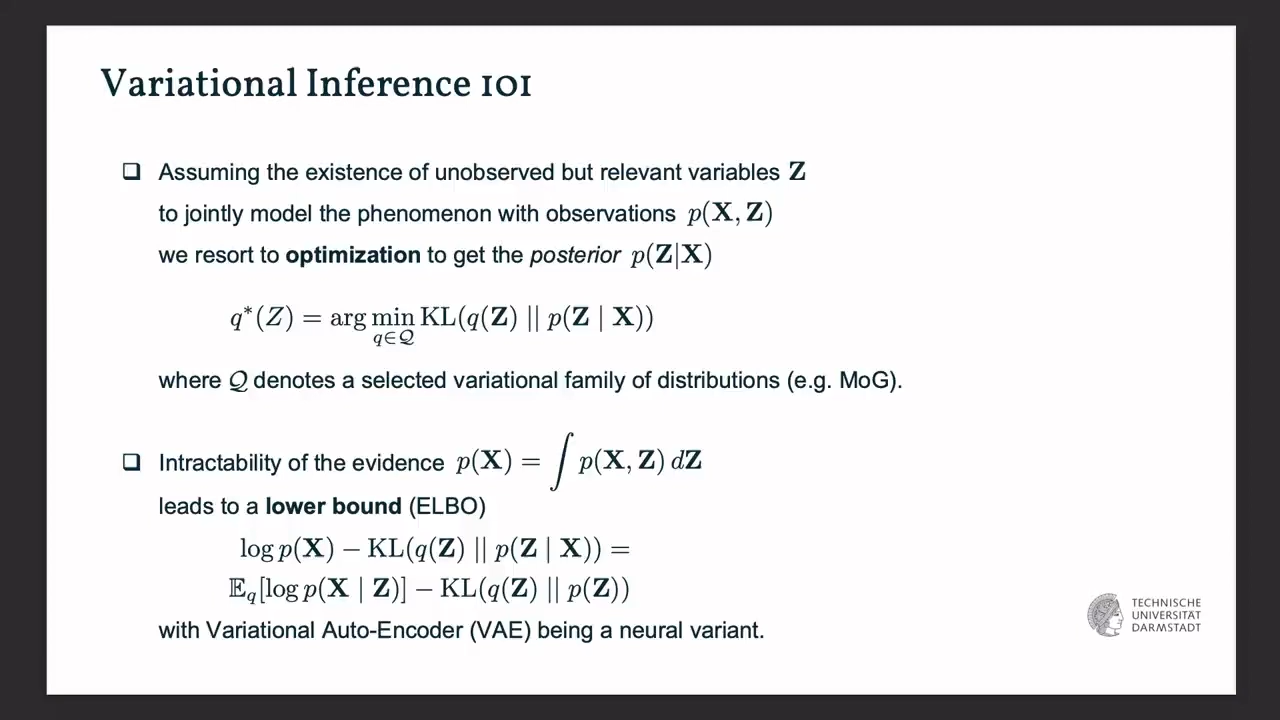 Variational Inference 101
❑ Assuming the existence of unobserved but relevant variables Z
to jointly model the phenomenon with observations p(X, Z)
we resort to optimization to get the posterior p(Z|X)
q*(Z) = arg min KL(q(Z) || p(Z | X))
q∈𝒬
where 𝒬 denotes a selected variational family of distributions (e.g. MoG).
❑ Intractability of the evidence p(X) = ∫ p(X, Z) dZ
leads to a lower bound (ELBO)
log p(X) − KL(q(Z) || p(Z | X)) =
𝔼q[log p(X | Z)] − KL(q(Z) || p(Z))
with Variational Auto-Encoder (VAE) being a neural variant.
TECHNISCHE
UNIVERSITÄT
DARMSTADT